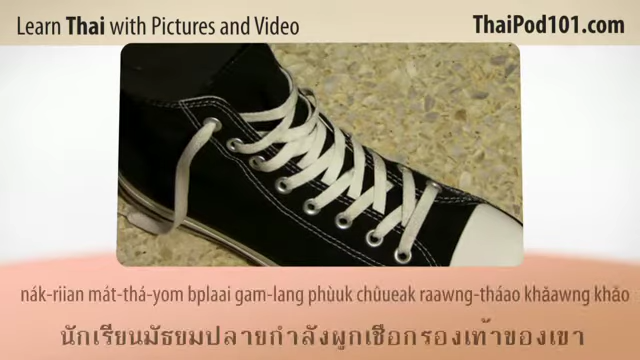 Learn Thai with Pictures and Video
ThaiPod101.com
nák-riian mát-thá-yom bplaai gam-lang phùuk chûueak raawng-tháao khǎawng khǎo
นักเรียนมัธยมปลายกำลังผูกเชือกรองเท้าของเขา